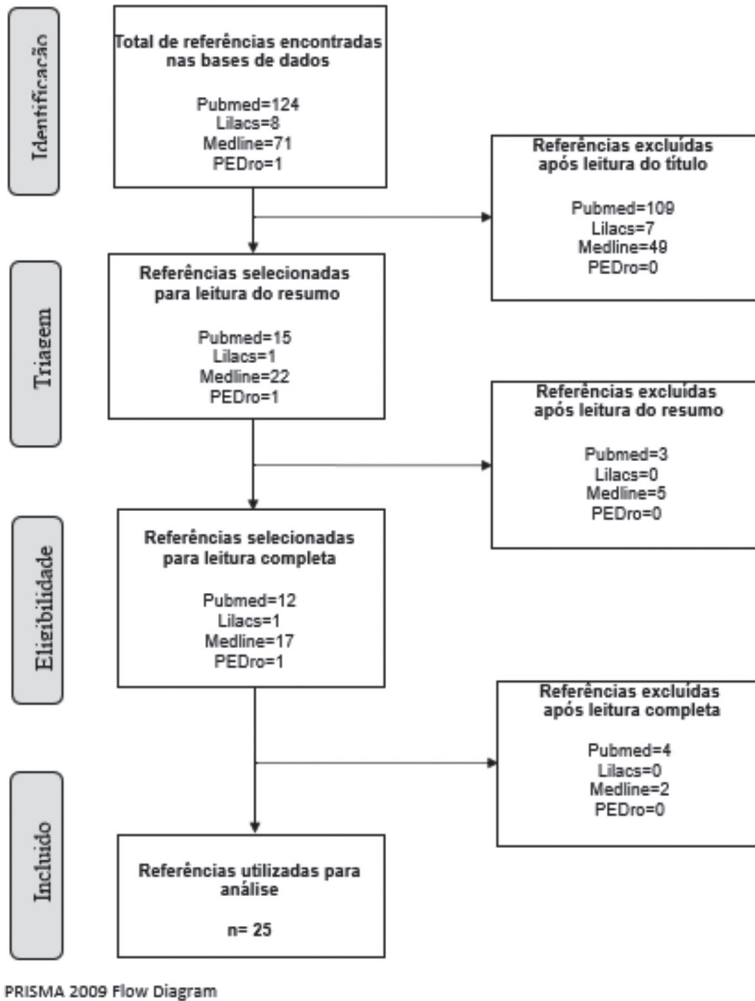 Identificação
Total de referências encontradas
nas bases de dados
Pubmed=124
Lilacs=8
Medline=71
PEDro=1
Referências excluídas
após leitura do título
Pubmed=109
Lilacs=7
Medline=49
PEDro=0
Triagem
Referências selecionadas
para leitura do resumo
Pubmed=15
Lilacs=1
Medline=22
PEDro=1
Referências excluídas
após leitura do resumo
Pubmed=3
Lilacs=0
Medline=5
PEDro=0
Eligibilidade
Referências selecionadas
para leitura completa
Pubmed=12
Lilacs=1
Medline=17
PEDro=1
Referências excluídas
após leitura completa
Pubmed=4
Lilacs=0
Medline=2
PEDro=0
Incluido
Referências utilizadas para
análise
n= 25
PRISMA 2009 Flow Diagram